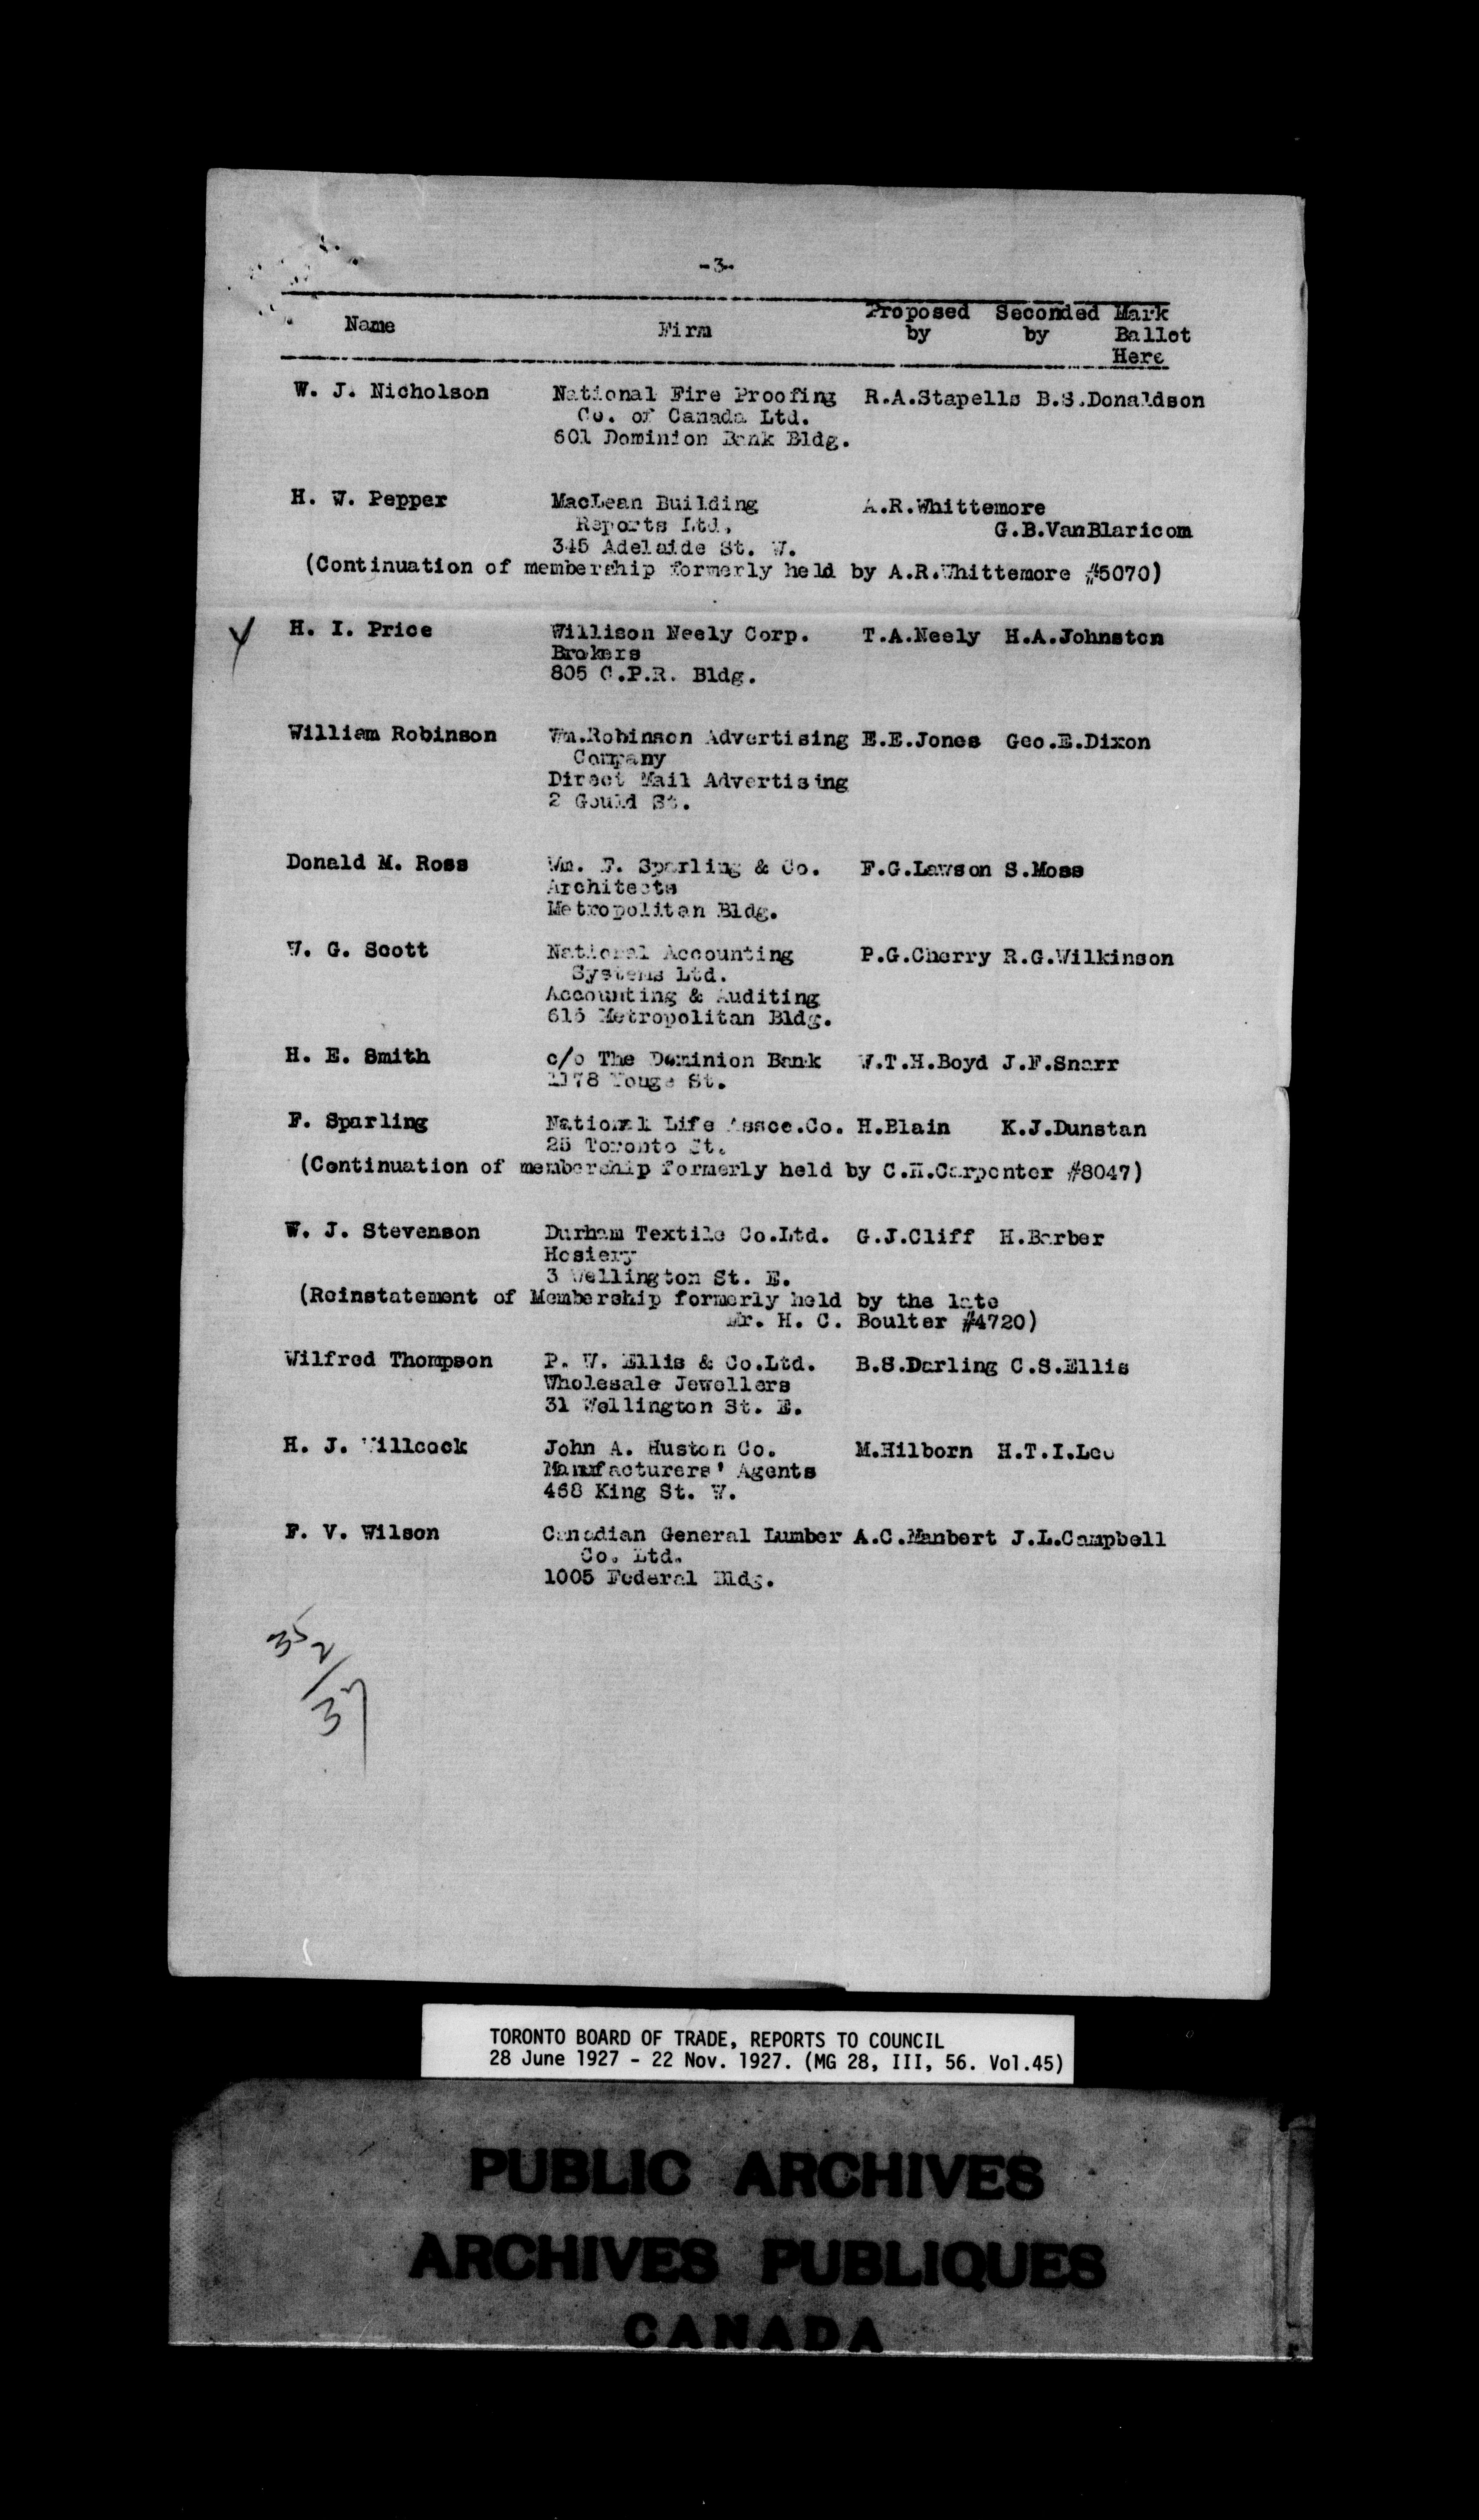 -3-
Name Firm Proposed by Seconded by Mark Ballot Here
W. J. Nicholson National Fire Proofing R.A.Stapells B.S.Donaldson
Co. of Canada Ltd.
601 Dominion Bank Bldg.
H. W. Pepper MacLean Building A.R.Whittemore
Reports Ltd, G.B.VanBlaricom
345 Adelaide St. W.
(Continuation of membership formerly held by A.R.Whittemore #5070)
H. I. Price Willison Neely Corp. T.A.Neely H.A.Johnston
Brokers
805 C.P.R. Bldg.
William Robinson Wm.Robinson Advertising E.E.Jones Geo.E.Dixon
Company
Direct Mail Advertising
2 Gould St.
Donald M. Ross Wm. F. Sparling & Co. F.G.Lawson S.Moss
Architects
Metropolitan Bldg.
W. G. Scott National Accounting P.G.Cherry R.G.Wilkinson
Systems Ltd.
Accounting & Auditing
615 Metropolitan Bldg.
H. E. Smith c/o The Dominion Bank W.T.H.Boyd J.F.Snarr
1178 Yonge St.
F. Sparling National Life Assce.Co. H.Blain K.J.Dunstan
25 Toronto St.
(Continuation of membership formerly held by C.H.Carpenter #8047)
W. J. Stevenson Durham Textile Co.Ltd. G.J.Cliff H.Barber
Hosiery
3 Wellington St. E.
(Reinstatement of Membership formerly held by the late
Mr. H. C. Boulter #4720)
Wilfred Thompson P. W. Ellis & Co.Ltd. B.S.Darling C.S.Ellis
Wholesale Jewellers
31 Wellington St. E.
H. J. Willcock John A. Huston Co. M.Hilborn H.T.I.Lee
Manufacturers' Agents
468 King St. W.
F. V. Wilson Canadian General Lumber A.C.Manbert J.L.Campbell
Co. Ltd.
1005 Federal Bldg.
35
2/
37
TORONTO BOARD OF TRADE, REPORTS TO COUNCIL
28 June 1927 - 22 Nov. 1927. (MG 28, III, 56. Vol.45)
PUBLIC ARCHIVES
ARCHIVES PUBLIQUES
CANADA